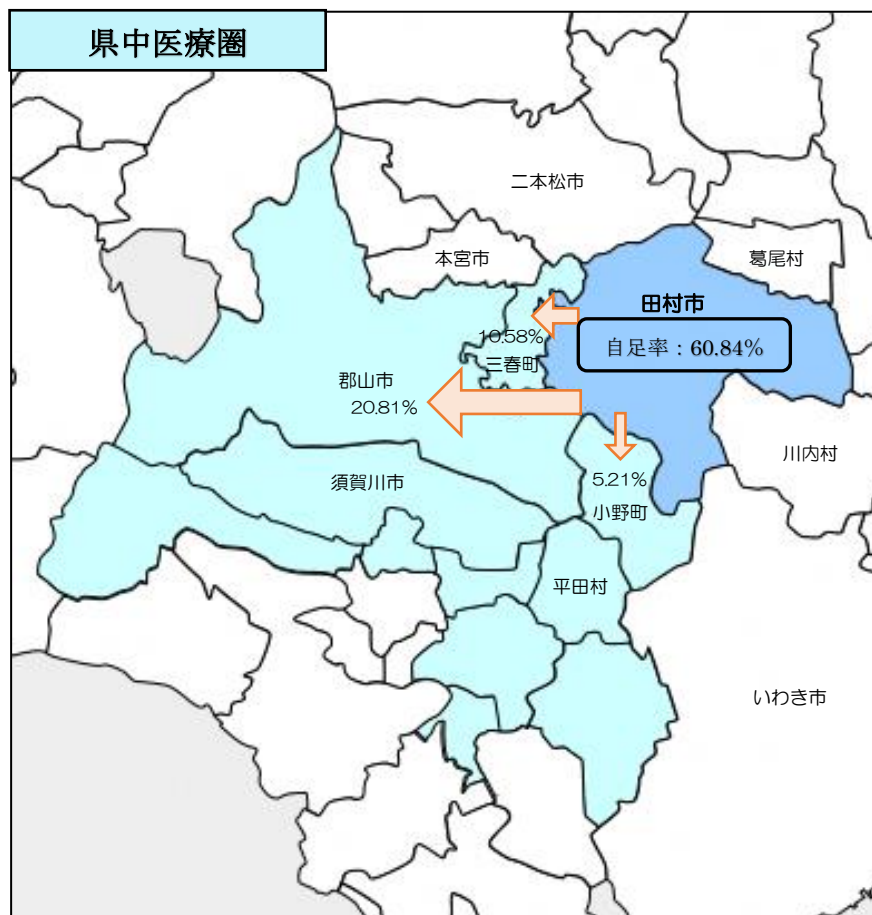 県中医療圏
二本松市
本宮市
葛尾村
田村市
10.58%
自足率：60.84%
三春町
郡山市
20.81%
川内村
須賀川市
5.21%
小野町
平田村
いわき市